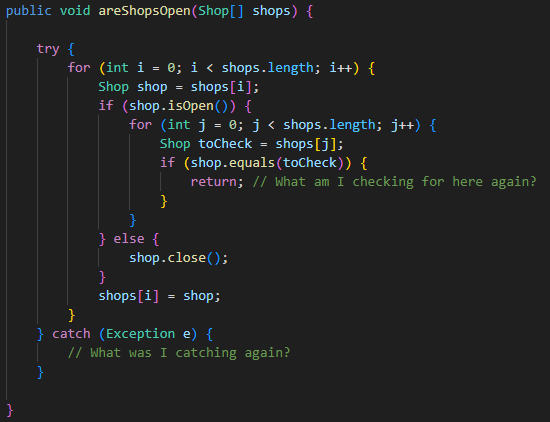 public void areShopsOpen(Shop[] shops) {
try {
for (int i = 0; i < shops.length; i++) {
Shop shop = shops[i];
if (shop.isOpen()) {
for (int j = 0; j < shops.length; j++) {
Shop toCheck = shops[j];
if (shop.equals(toCheck)) {
return; // What am I checking for here again?
}
}
} else {
shop.close();
}
shops[i] = shop;
}
} catch (Exception e) {
// What was I catching again?
}
}